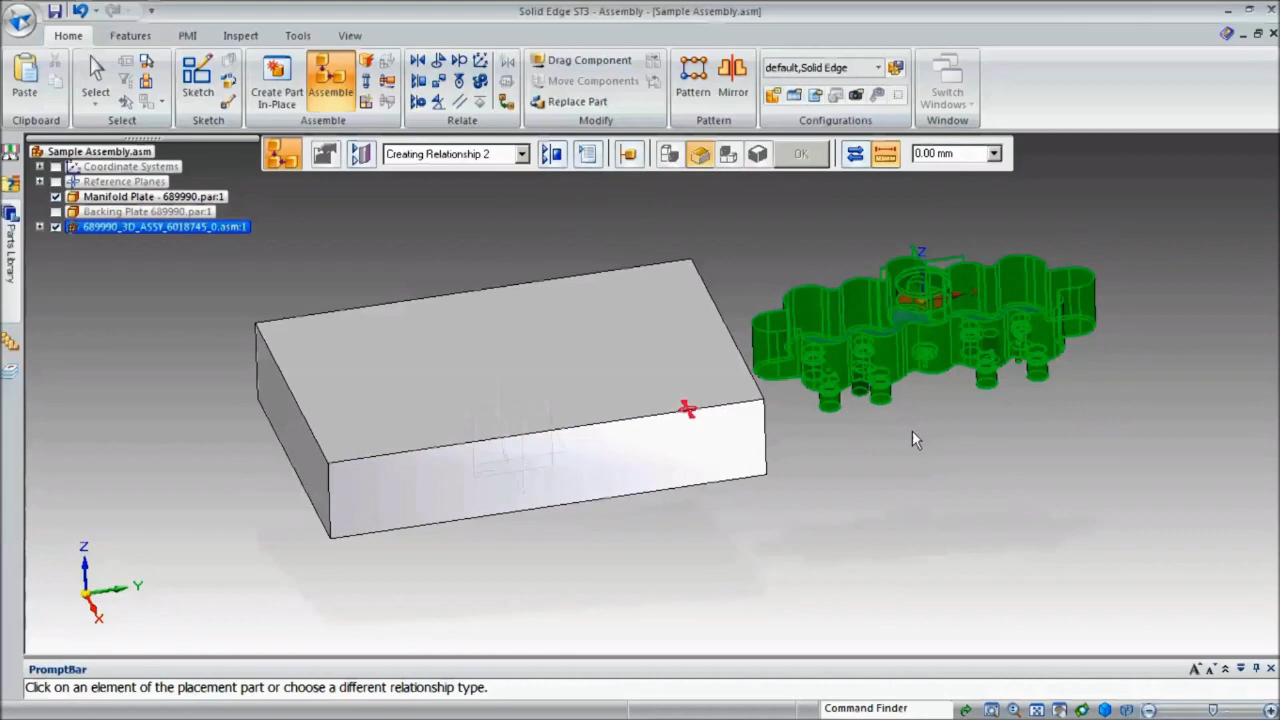 Solid Edge ST3 - Assembly - [Sample Assembly.asm]
Home Features PMI Inspect Tools View
Paste
Select
Sketch
Create Part In-Place
Assemble
Drag Component
Move Components
Replace Part
Pattern
Mirror
default,Solid Edge
Switch Windows
Clipboard Select Sketch Assemble Relate Modify Pattern Configurations Window
Creating Relationship 2
OK
0.00 mm
Sample Assembly.asm
Coordinate Systems
Reference Planes
Manifold Plate - 689990.par:1
Backing Plate 689990.par:1
689990_3D_ASSY_6018745_0.asm:1
Parts Library
Z
Z
Y
X
PromptBar
Click on an element of the placement part or choose a different relationship type.
Command Finder